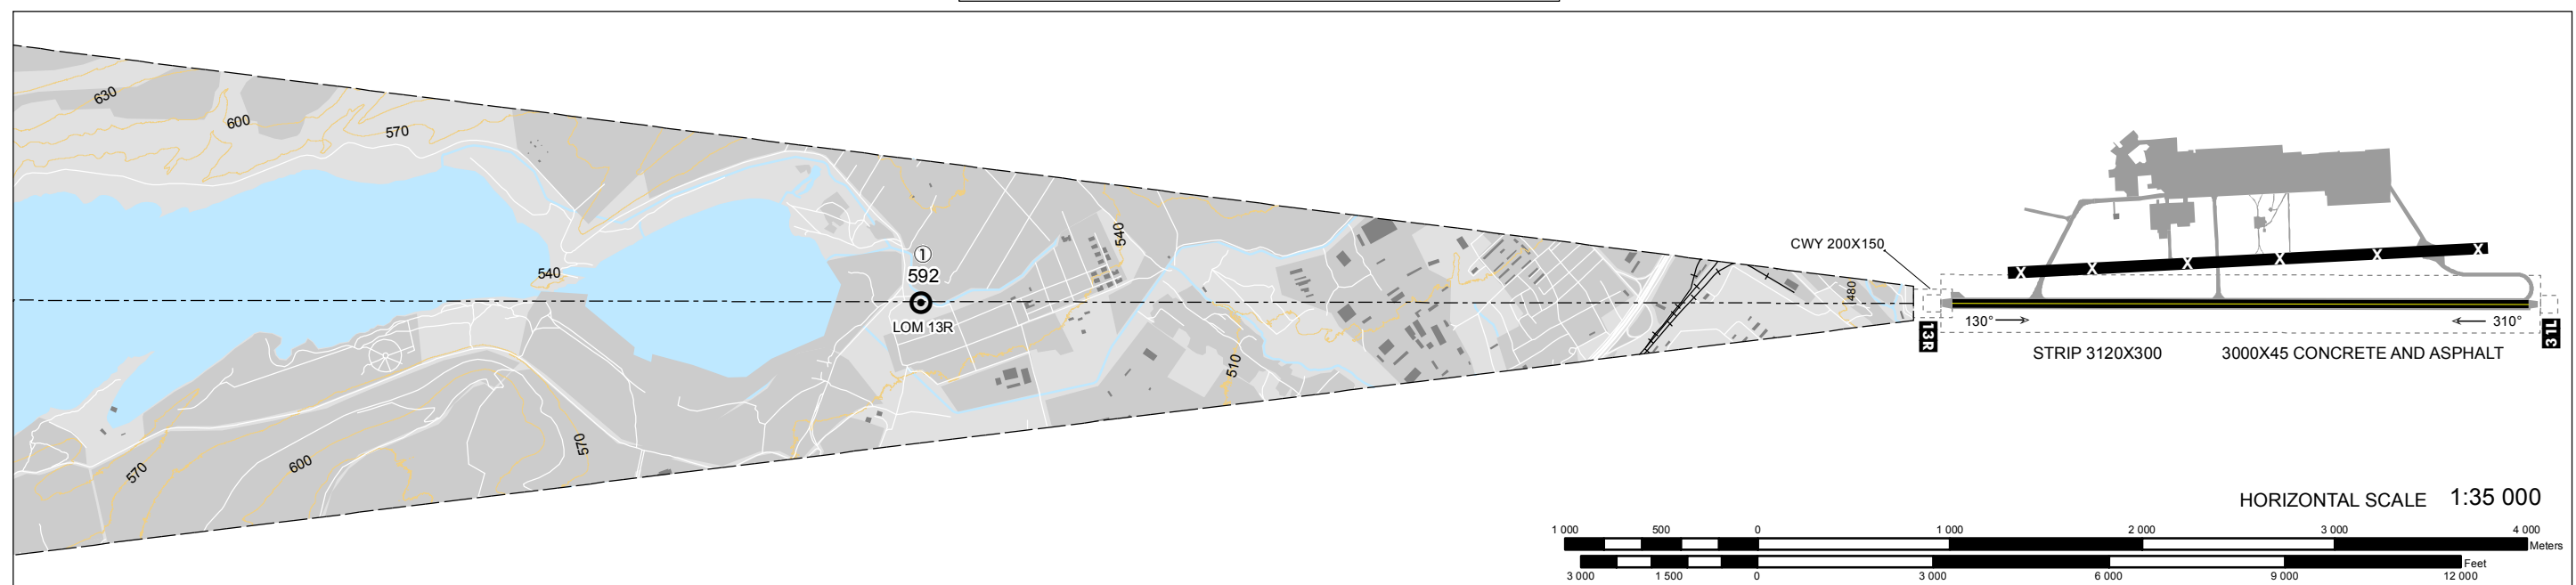 630
600
570
540
①
592
LOM 13R
540
510
570
600
570
480
CWY 200X150
13R
130°
310°
31L
STRIP 3120X300
3000X45 CONCRETE AND ASPHALT
X X X X X X
HORIZONTAL SCALE 1:35 000
1 000 500 0 1 000 2 000 3 000 4 000
Meters
Feet
3 000 1 500 0 3 000 6 000 9 000 12 000